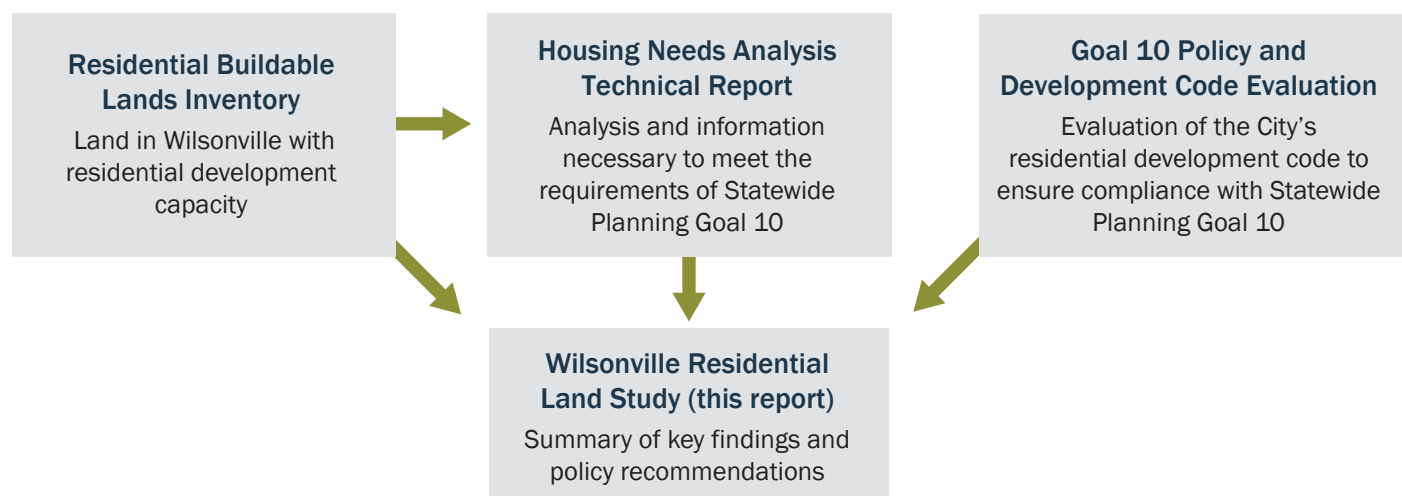 Residential Buildable
Lands Inventory
Land in Wilsonville with
residential development
capacity
Housing Needs Analysis
Technical Report
Analysis and information
necessary to meet the
requirements of Statewide
Planning Goal 10
Goal 10 Policy and
Development Code Evaluation
Evaluation of the City's
residential development code to
ensure compliance with Statewide
Planning Goal 10
Wilsonville Residential
Land Study (this report)
Summary of key findings and
policy recommendations